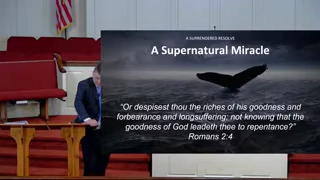 A SURRENDERED RESOLVE
A Supernatural Miracle
“Or despisest thou the riches of his goodness and
forbearance and longsuffering; not knowing that the
goodness of God leadeth thee to repentance?”
Romans 2:4